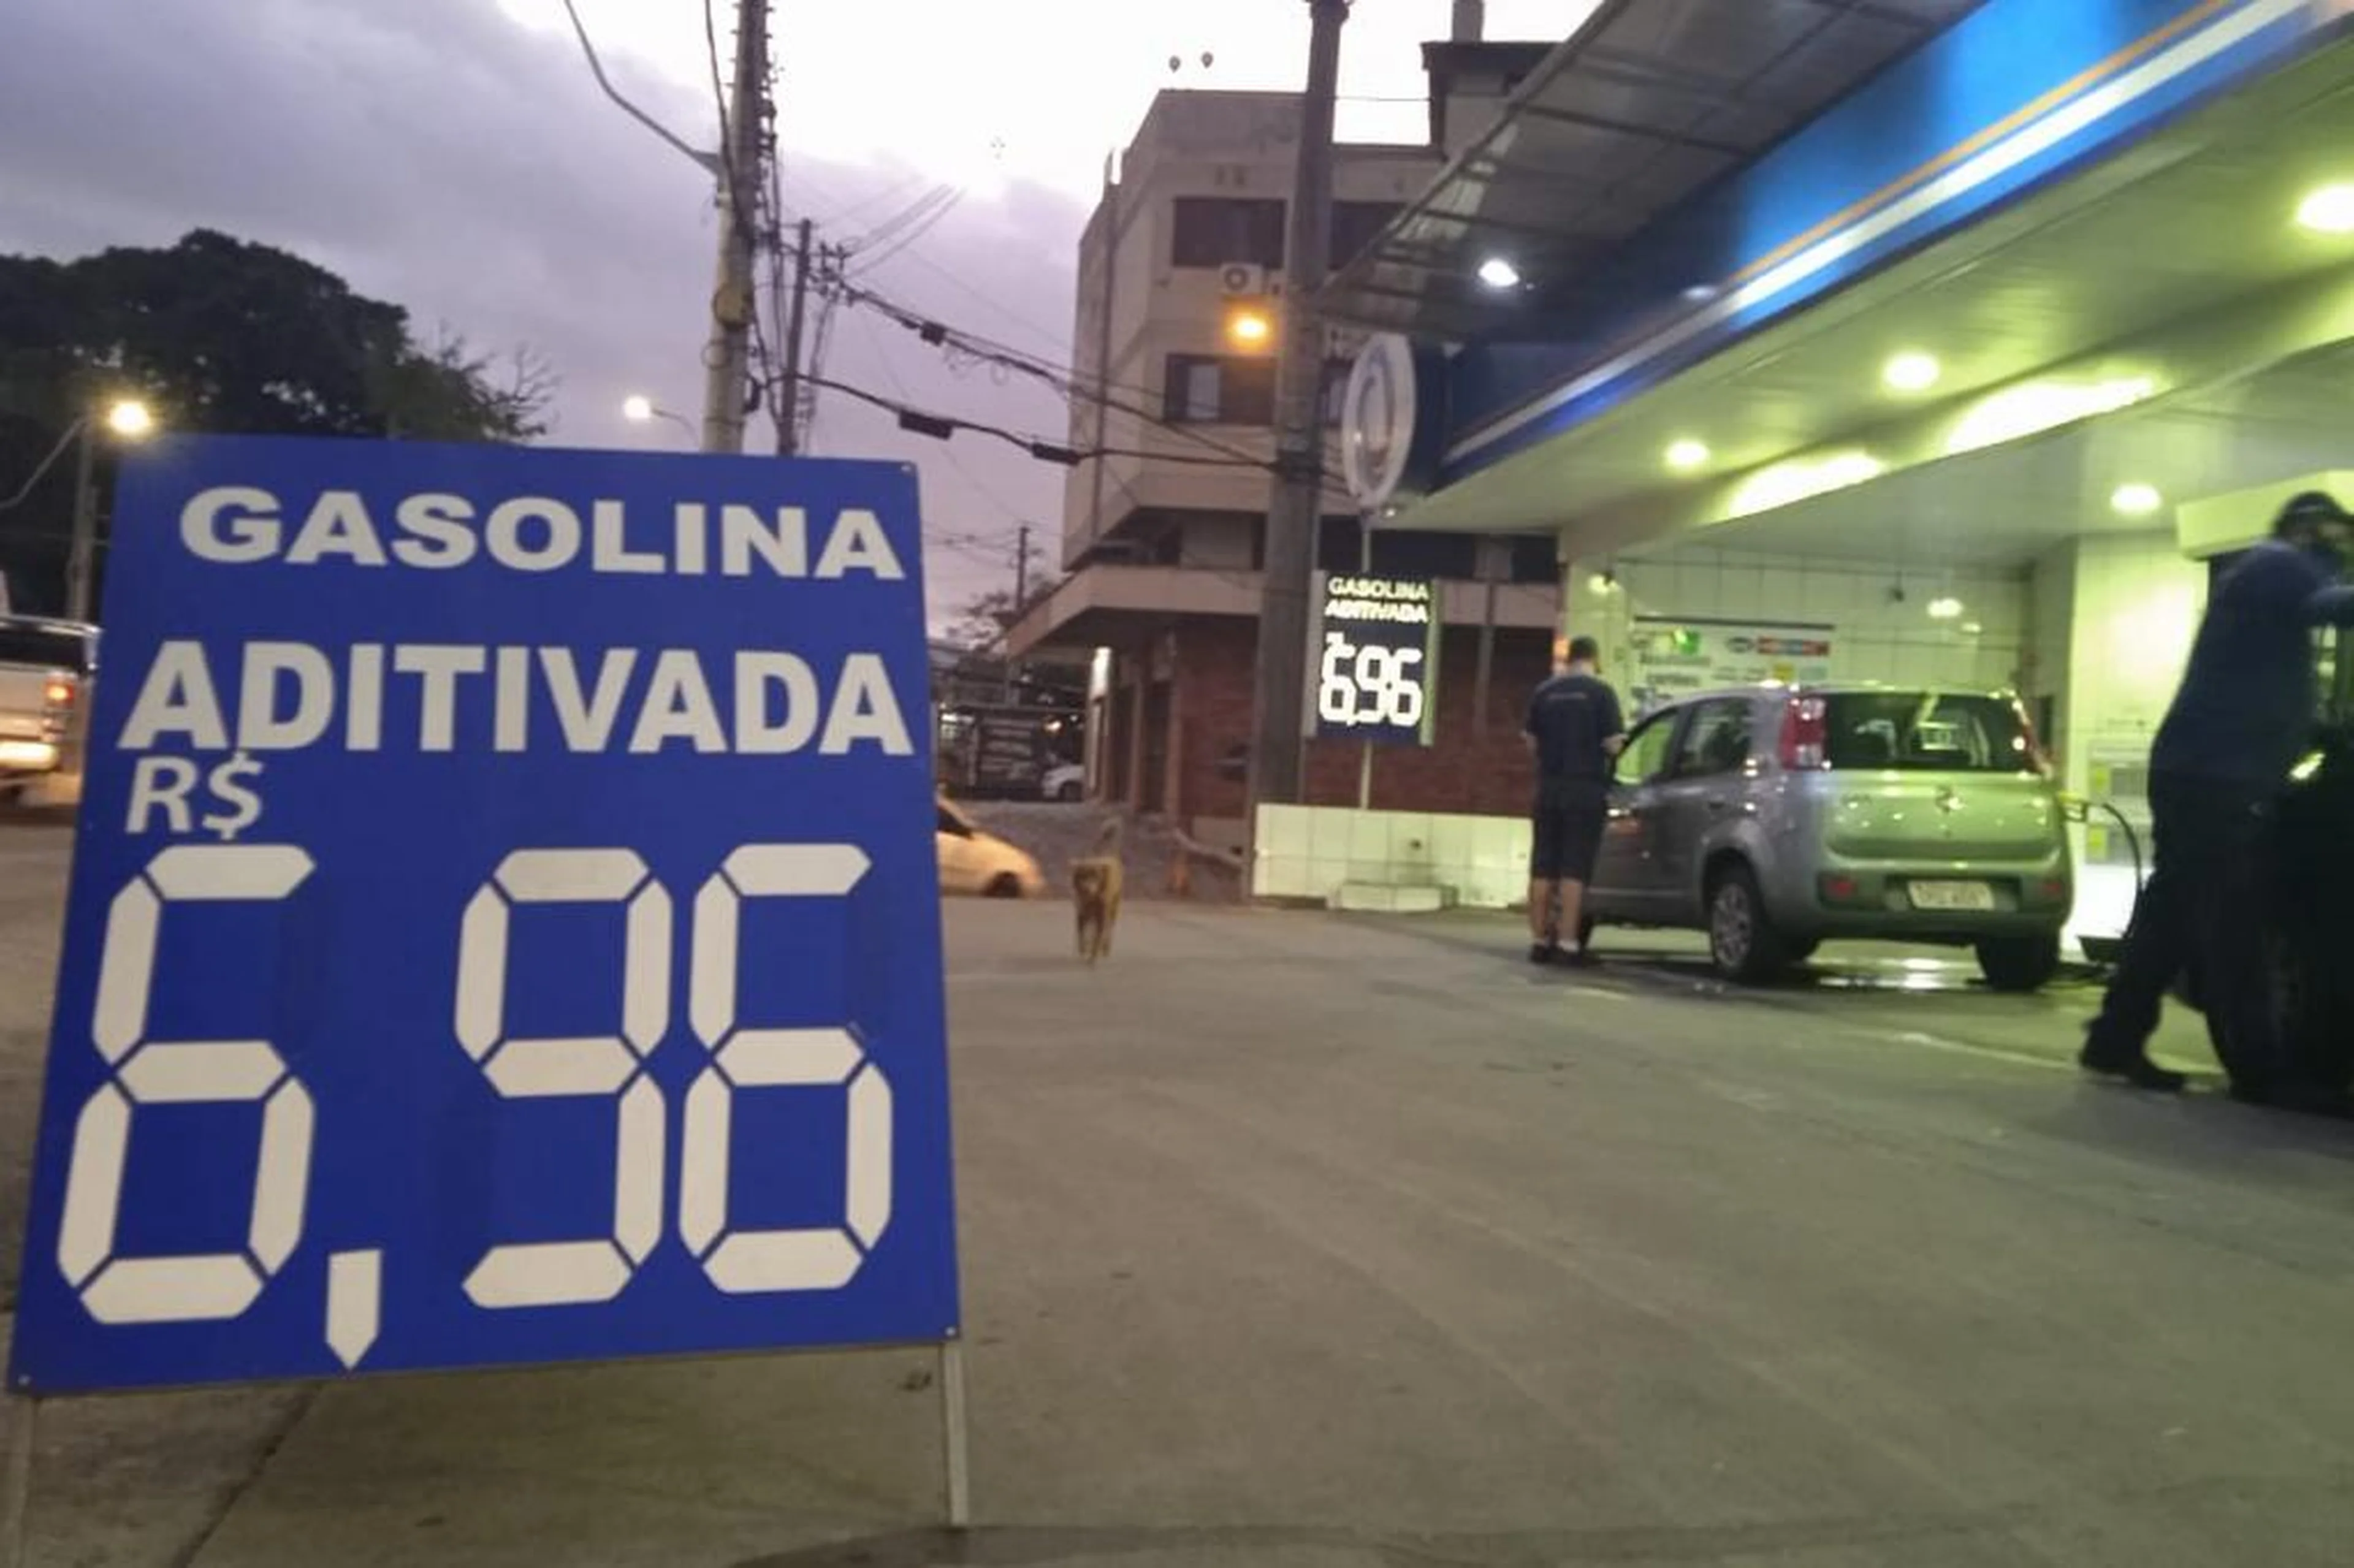 GASOLINA
ADITIVADA
R$
6,96
GASOLINA
ADITIVADA
6,96